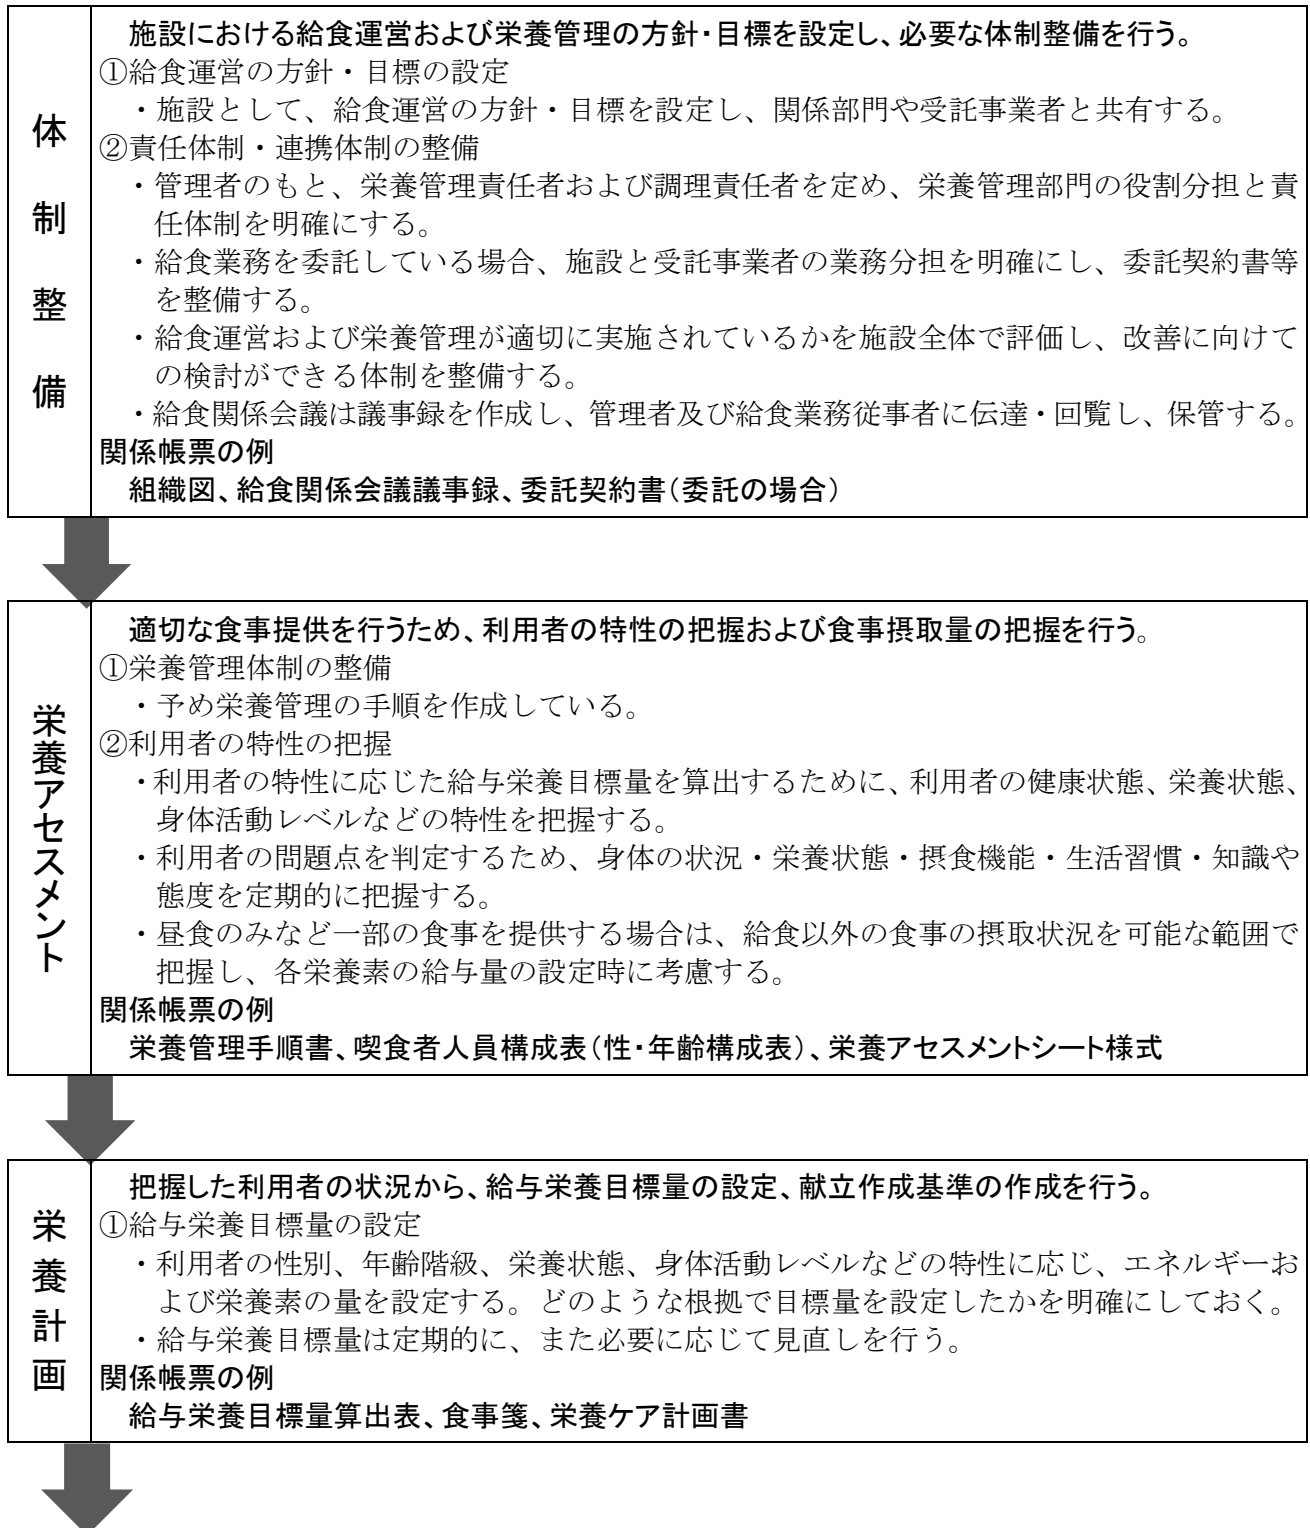 体制整備
施設における給食運営および栄養管理の方針・目標を設定し、必要な体制整備を行う。
①給食運営の方針・目標の設定
・施設として、給食運営の方針・目標を設定し、関係部門や受託事業者と共有する。
②責任体制・連携体制の整備
・管理者のもと、栄養管理責任者および調理責任者を定め、栄養管理部門の役割分担と責
任体制を明確にする。
・給食業務を委託している場合、施設と受託事業者の業務分担を明確にし、委託契約書等
を整備する。
・給食運営および栄養管理が適切に実施されているかを施設全体で評価し、改善に向けて
の検討ができる体制を整備する。
・給食関係会議は議事録を作成し、管理者及び給食業務従事者に伝達・回覧し、保管する。
関係帳票の例
組織図、給食関係会議議事録、委託契約書（委託の場合）
栄養アセスメント
適切な食事提供を行うため、利用者の特性の把握および食事摂取量の把握を行う。
①栄養管理体制の整備
・予め栄養管理の手順を作成している。
②利用者の特性の把握
・利用者の特性に応じた給与栄養目標量を算出するために、利用者の健康状態、栄養状態、
身体活動レベルなどの特性を把握する。
・利用者の問題点を判定するため、身体の状況・栄養状態・摂食機能・生活習慣・知識や
態度を定期的に把握する。
・昼食のみなど一部の食事を提供する場合は、給食以外の食事の摂取状況を可能な範囲で
把握し、各栄養素の給与量の設定時に考慮する。
関係帳票の例
栄養管理手順書、喫食者人員構成表（性・年齢構成表）、栄養アセスメントシート様式
栄養計画
把握した利用者の状況から、給与栄養目標量の設定、献立作成基準の作成を行う。
①給与栄養目標量の設定
・利用者の性別、年齢階級、栄養状態、身体活動レベルなどの特性に応じ、エネルギーお
よび栄養素の量を設定する。どのような根拠で目標量を設定したかを明確にしておく。
・給与栄養目標量は定期的に、また必要に応じて見直しを行う。
関係帳票の例
給与栄養目標量算出表、食事箋、栄養ケア計画書